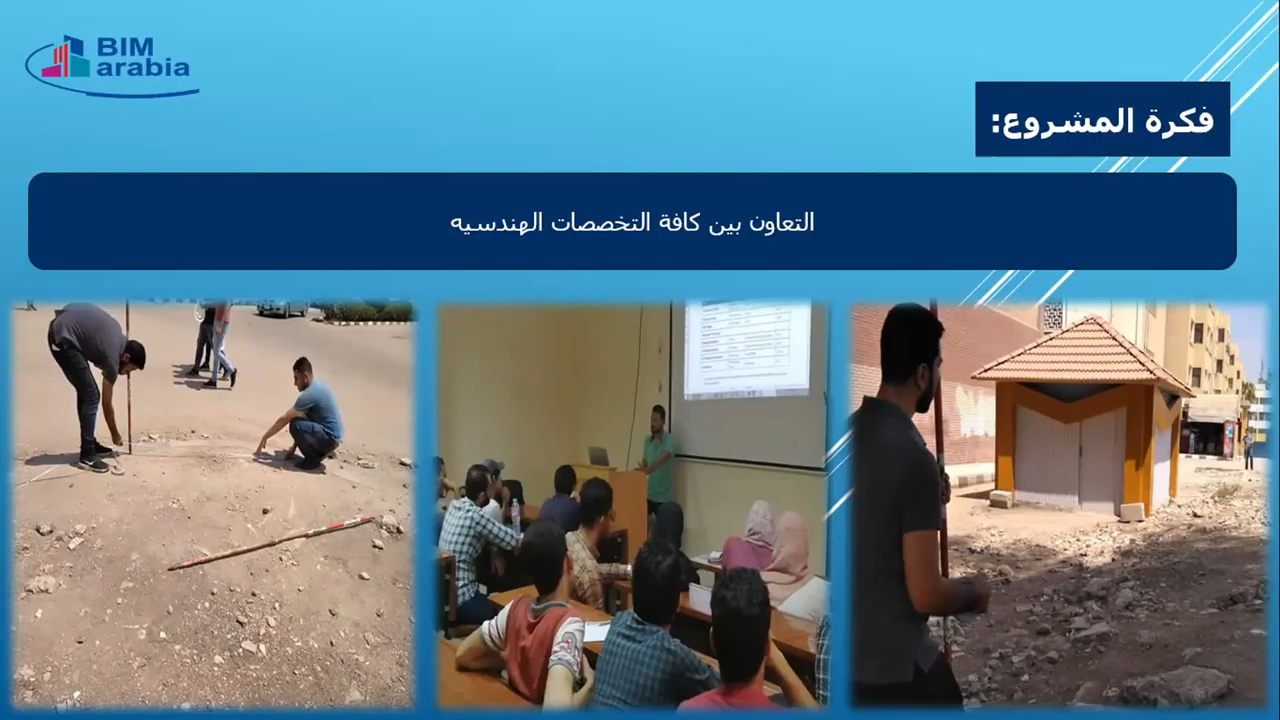 BIM
arabia
فكرة المشروع:
التعاون بين كافة التخصصات الهندسيه